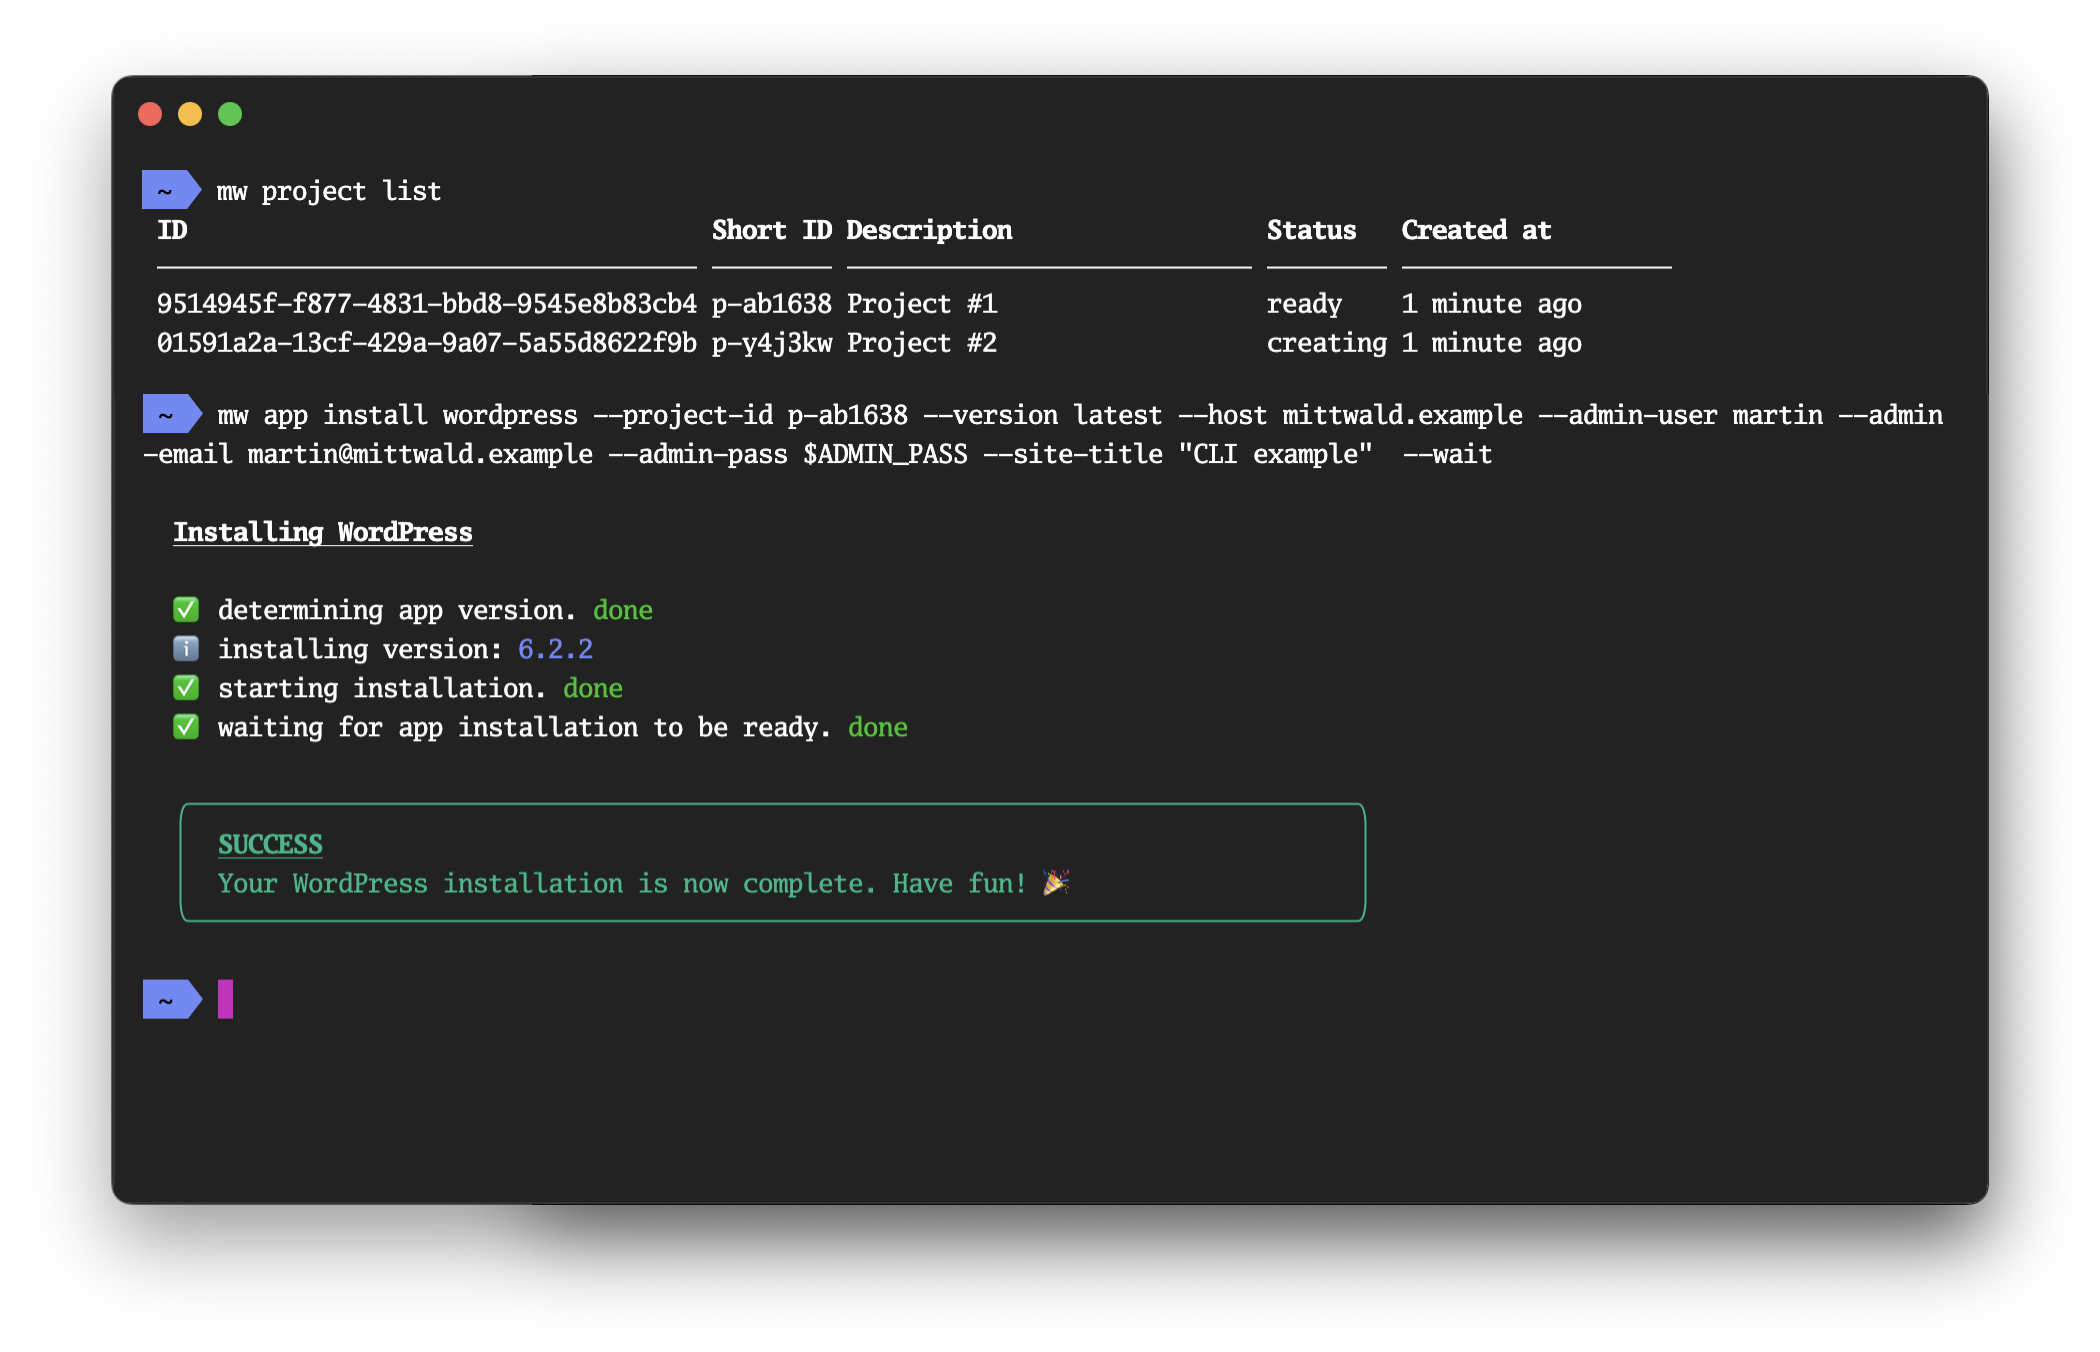 ~ mw project list
ID Short ID Description Status Created at
9514945f-f877-4831-bbd8-9545e8b83cb4 p-ab1638 Project #1 ready 1 minute ago
01591a2a-13cf-429a-9a07-5a55d8622f9b p-y4j3kw Project #2 creating 1 minute ago
~ mw app install wordpress --project-id p-ab1638 --version latest --host mittwald.example --admin-user martin --admin
-email martin@mittwald.example --admin-pass $ADMIN_PASS --site-title "CLI example"  --wait
Installing WordPress
✅ determining app version. done
ℹ️ installing version: 6.2.2
✅ starting installation. done
✅ waiting for app installation to be ready. done
SUCCESS
Your WordPress installation is now complete. Have fun! 🎉
~